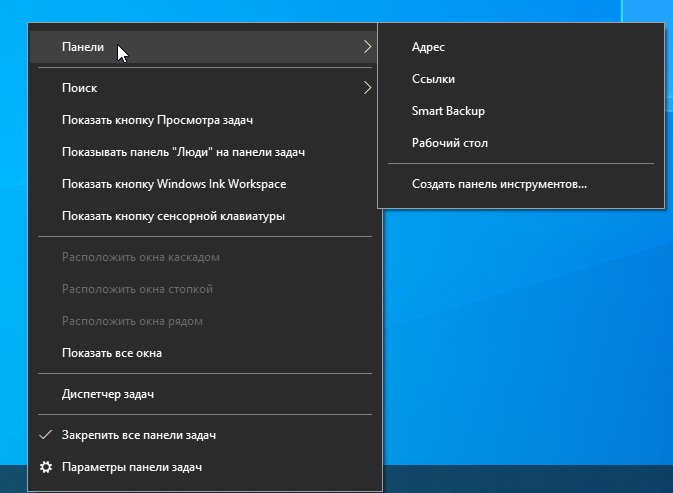 Панели
Поиск
Показать кнопку Просмотра задач
Показывать панель "Люди" на панели задач
Показать кнопку Windows Ink Workspace
Показать кнопку сенсорной клавиатуры
Расположить окна каскадом
Расположить окна стопкой
Расположить окна рядом
Показать все окна
Диспетчер задач
Закрепить все панели задач
Параметры панели задач
Адрес
Ссылки
Smart Backup
Рабочий стол
Создать панель инструментов...